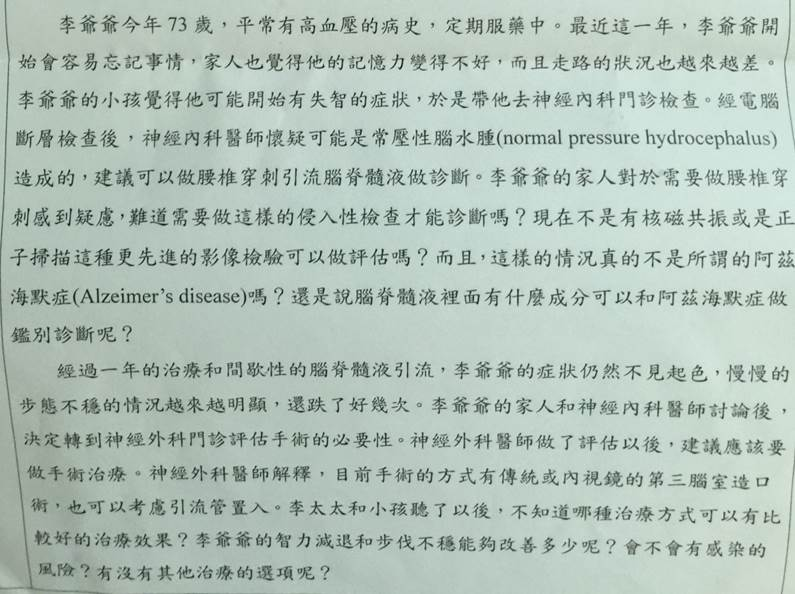 李爺爺今年 73 歲，平常有高血壓的病史，定期服藥中。最近這一年，李爺爺開
始會容易忘記事情，家人也覺得他的記憶力變得不好，而且走路的狀況也越來越差。
李爺爺的小孩覺得他可能開始有失智的症狀，於是帶他去神經內科門診檢查。經電腦
斷層檢查後，神經內科醫師懷疑可能是常壓性腦水腫(normal pressure hydrocephalus)
造成的，建議可以做腰椎穿刺引流腦脊髓液做診斷。李爺爺的家人對於需要做腰椎穿
刺感到疑慮，難道需要做這樣的侵入性檢查才能診斷嗎？現在不是有核磁共振或是正
子掃描這種更先進的影像檢驗可以做評估嗎？而且，這樣的情況真的不是所謂的阿茲
海默症(Alzeimer's disease)嗎？還是說腦脊髓液裡面有什麼成分可以和阿茲海默症做
鑑別診斷呢？
經過一年的治療和間歇性的腦脊髓液引流，李爺爺的症狀仍然不見起色，慢慢的
步態不穩的情況越來越明顯，還跌了好幾次。李爺爺的家人和神經內科醫師討論後，
決定轉到神經外科門診評估手術的必要性。神經外科醫師做了評估以後，建議應該要
做手術治療。神經外科醫師解釋，目前手術的方式有傳統或內視鏡的第三腦室造口
術，也可以考慮引流管置入。李太太和小孩聽了以後，不知道哪種治療方式可以有比
較好的治療效果？李爺爺的智力減退和步伐不穩能夠改善多少呢？會不會有感染的
風險？有沒有其他治療的選項呢？